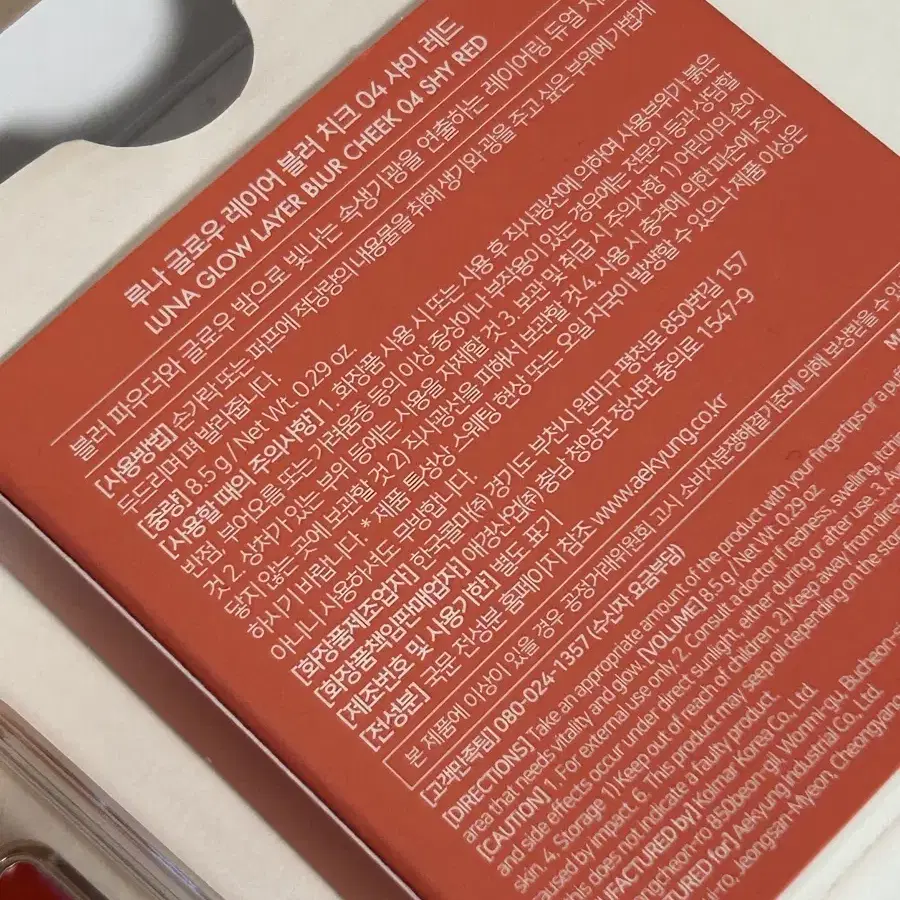 루나 글로우 레이어 블러 치크 04 샤이 레드
LUNA GLOW LAYER BLUR CHEEK 04 SHY RED
블러 파우더와 글로우 밤으로 빛나는 속생기광을 연출하는 레이어링 듀얼
[사용방법] 손가락 또는 퍼프에 적당량의 내용물을 취해 생기와 광을 주고 싶은 부위에 가볍게
두드리며 펴 발라줍니다.
[중량] 8.5 g / Net Wt. 0.29 oz
[사용할 때의 주의사항] 1. 화장품 사용 시 또는 사용 후 직사광선에 의하여 사용부위가 붉은
반점, 부어오름 또는 가려움증 등의 이상 증상이나 부작용이 있는 경우에는 전문의 등과 상담할
것 2. 상처가 있는 부위 등에는 사용을 자제할 것 3. 보관 및 취급 시 주의사항 1) 어린이의 손이
닿지 않는 곳에 보관할 것 2) 직사광선을 피해서 보관할 것 4. 사용 시 충격에 의한 파손에 주의
하시기 바랍니다. * 제품 특성상 스웨팅 현상 또는 오일 자국이 발생할 수 있으나, 제품 이상은
아니니 사용하셔도 무방합니다.
[화장품제조업자] 한국콜마(주) 경기도 부천시 원미구 평천로 850번길 157
[화장품책임판매업자] 애경산업(주) 충남 청양군 정산면 충의로 1547-9
[제조번호 및 사용기한] 별도 표기
[전성분] 국문 전성분 홈페이지 참조 www.aekyung.co.kr
본 제품에 이상이 있을 경우 공정거래위원회 고시 소비자분쟁해결기준에 의해 보상받을 수 있
[고객만족팀] 080-024-1357 (수신자 요금부담)
[DIRECTIONS] Take an appropriate amount of the product with your fingertips or a puff
area that needs vitality and glow. [VOLUME] 8.5 g / Net Wt. 0.29 oz.
[CAUTION] 1. For external use only. 2. Consult a doctor if redness, swelling, itching
and side effects occur under direct sunlight, either during or after use. 3.
skin. 4. Storage 1) Keep out of reach of children. 2) Keep away from direct
caused by impact. 6. This product may seep oil depending on the
this does not indicate a faulty product.
Kolmar Korea Co., Ltd.
850beon-gil, Wonmi-gu, Bucheon-
Aekyung Industrial Co., Ltd.
Jeongsan-Myeon,